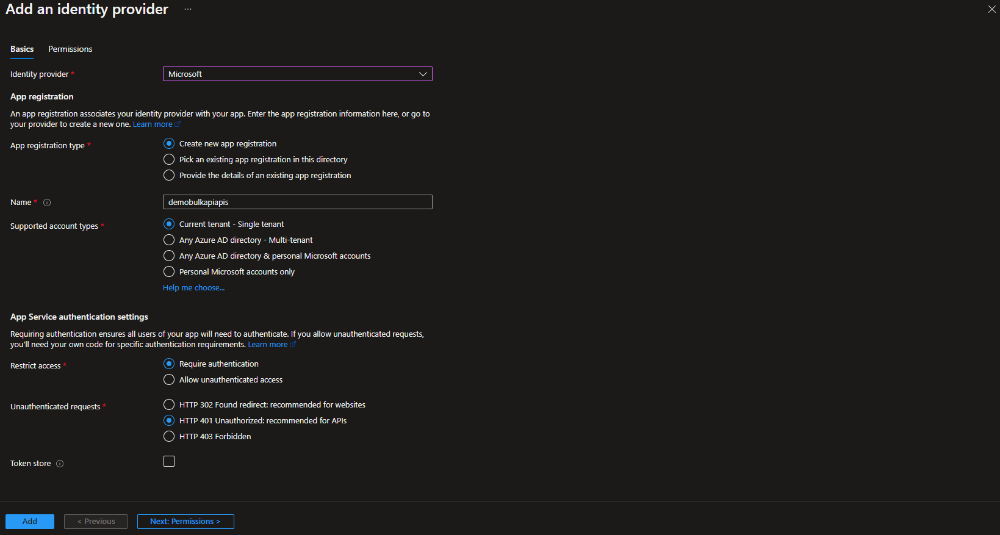 Add an identity provider ...
Basics Permissions
Identity provider * Microsoft
App registration
An app registration associates your identity provider with your app. Enter the app registration information here, or go to
your provider to create a new one. Learn more
App registration type * Create new app registration
Pick an existing app registration in this directory
Provide the details of an existing app registration
Name * demobulkapiapis
Supported account types * Current tenant - Single tenant
Any Azure AD directory - Multi-tenant
Any Azure AD directory & personal Microsoft accounts
Personal Microsoft accounts only
Help me choose...
App Service authentication settings
Requiring authentication ensures all users of your app will need to authenticate. If you allow unauthenticated requests,
you'll need your own code for specific authentication requirements. Learn more
Restrict access * Require authentication
Allow unauthenticated access
Unauthenticated requests * HTTP 302 Found redirect: recommended for websites
HTTP 401 Unauthorized: recommended for APIs
HTTP 403 Forbidden
Token store
Add < Previous Next: Permissions >